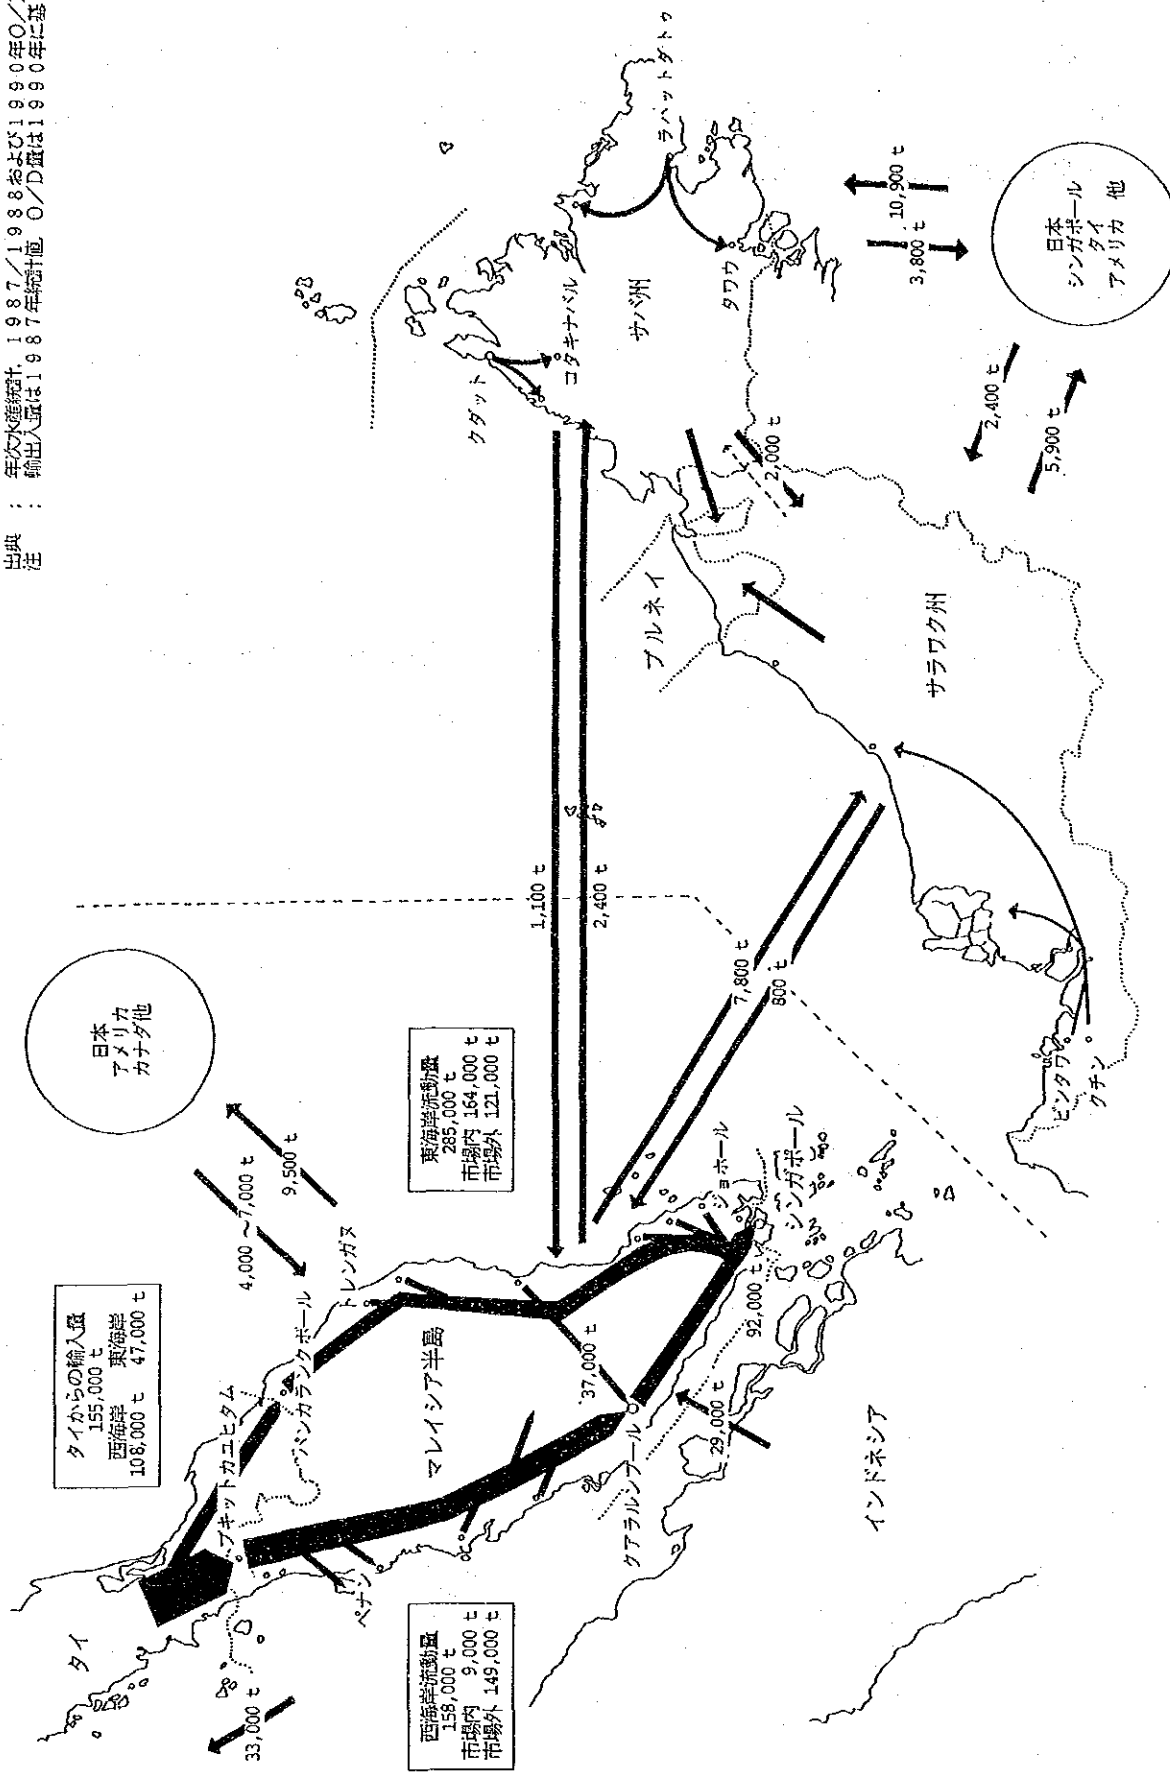 出典 : 年次水産統計, 1987/1988および1990年O/
注 : 輸出入量は1987年統計値, O/D量は1990年に基
タイ
33,000 t
タイからの輸入量
155,000 t
西海岸 東海岸
108,000 t 47,000 t
日本
アメリカ
カナダ他
4,000 ~7,000 t
9,500 t
ブキットカユヒタム
パンカランクボール
トレンガヌ
ペナン
マレイシア半島
西海岸流動量
158,000 t
市場内 9,000 t
市場外 149,000 t
東海岸流動量
285,000 t
市場内 164,000 t
市場外 121,000 t
37,000 t
クアラルンプール
92,000 t
29,000 t
ジョホール
シンガポール
インドネシア
1,100 t
2,400 t
7,800 t
800 t
クダット
コタキナバル
サバ州
ラハットダトゥ
タワウ
ブルネイ
2,000 t
サラワク州
ビンタワ
クチン
10,900 t
3,800 t
2,400 t
5,900 t
日本
シンガポール
タイ
アメリカ 他